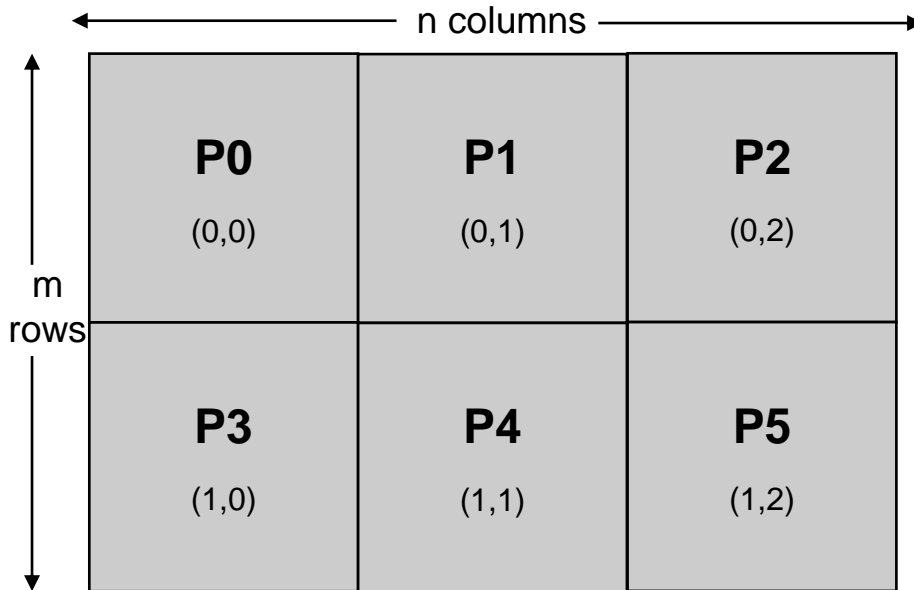 n columns
P0 P1 P2
(0,0) (0,1) (0,2)
m
rows
P3 P4 P5
(1,0) (1,1) (1,2)